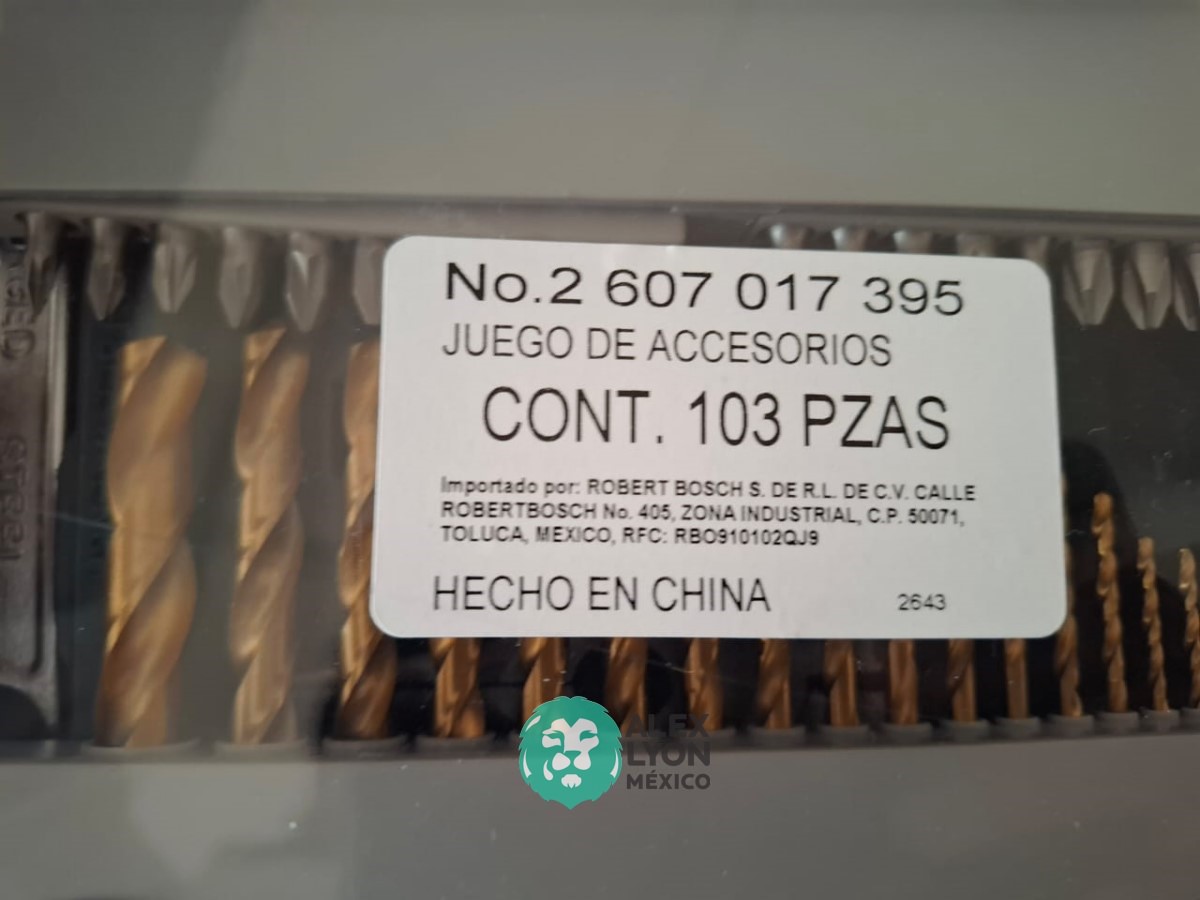 No.2 607 017 395
JUEGO DE ACCESORIOS
CONT. 103 PZAS
Importado por: ROBERT BOSCH S. DE R.L. DE C.V. CALLE
ROBERTBOSCH No. 405, ZONA INDUSTRIAL, C.P. 50071,
TOLUCA, MEXICO, RFC: RBO910102QJ9
HECHO EN CHINA 2643
ALEX
LYON
MÉXICO